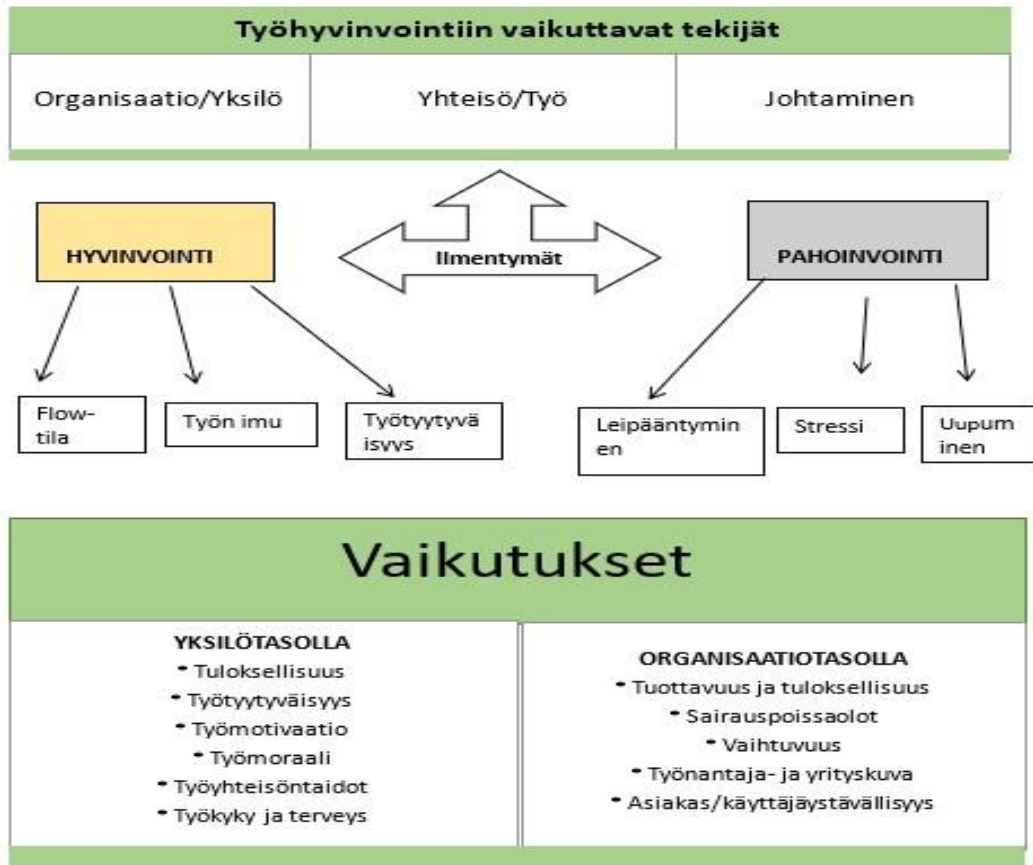 Työhyvinvointiin vaikuttavat tekijät
Organisaatio/Yksilö
Yhteisö/Työ
Johtaminen
HYVINVOINTI
Ilmentymät
PAHOINVOINTI
Flow-
tila
Työn imu
Työtyytyvä
isyys
Leipääntymin
en
Stressi
Uupum
inen
Vaikutukset
YKSILÖTASOLLA
• Tuloksellisuus
• Työtyytyväisyys
• Työmotivaatio
• Työmoraali
• Työyhteisöntaidot
• Työkyky ja terveys
ORGANISAATIOTASOLLA
• Tuottavuus ja tuloksellisuus
• Sairauspoissaolot
• Vaihtuvuus
• Työnantaja- ja yrityskuva
• Asiakas/käyttäjäystävällisyys